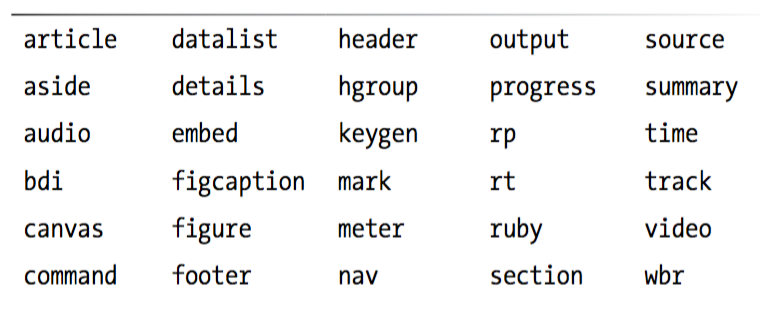 article datalist header output source
aside details hgroup progress summary
audio embed keygen rp time
bdi figcaption mark rt track
canvas figure meter ruby video
command footer nav section wbr